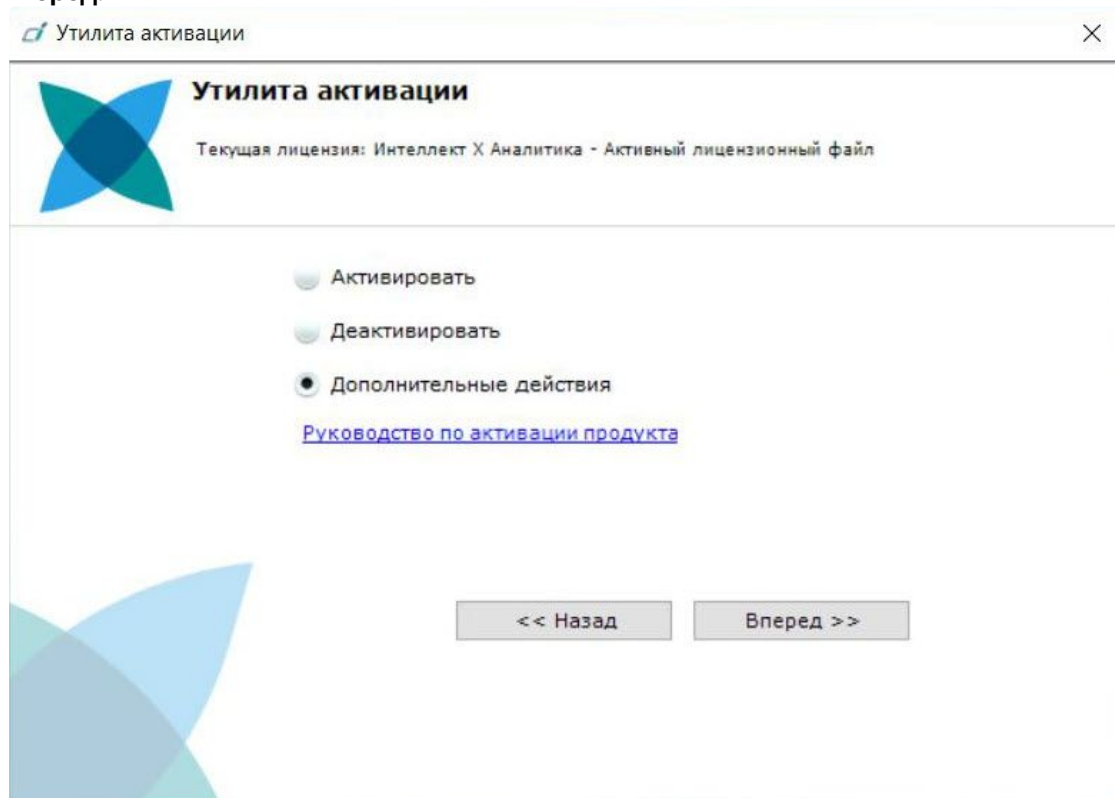 Утилита активации
Утилита активации
Текущая лицензия: Интеллект X Аналитика - Активный лицензионный файл
Активировать
Деактивировать
Дополнительные действия
Руководство по активации продукта
<< Назад
Вперед >>